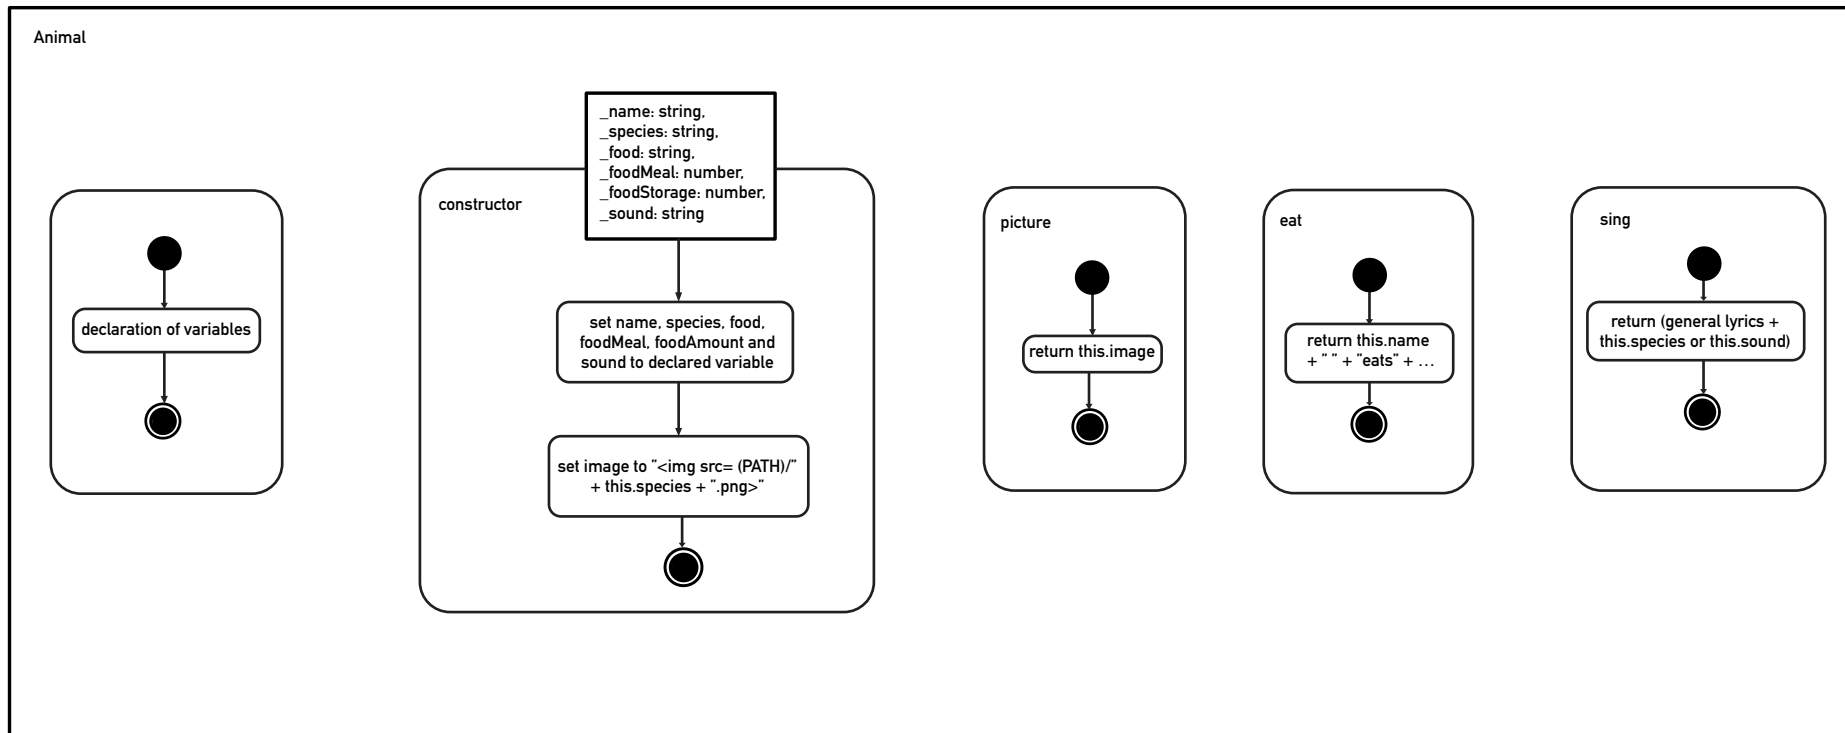 Animal
_name: string,
_species: string,
_food: string,
_foodMeal: number,
_foodStorage: number,
_sound: string
constructor
declaration of variables
set name, species, food,
foodMeal, foodAmount and
sound to declared variable
set image to "<img src= (PATH)/"
+ this.species + ".png>"
picture
return this.image
eat
return this.name
+ " " + "eats" + ...
sing
return (general lyrics +
this.species or this.sound)